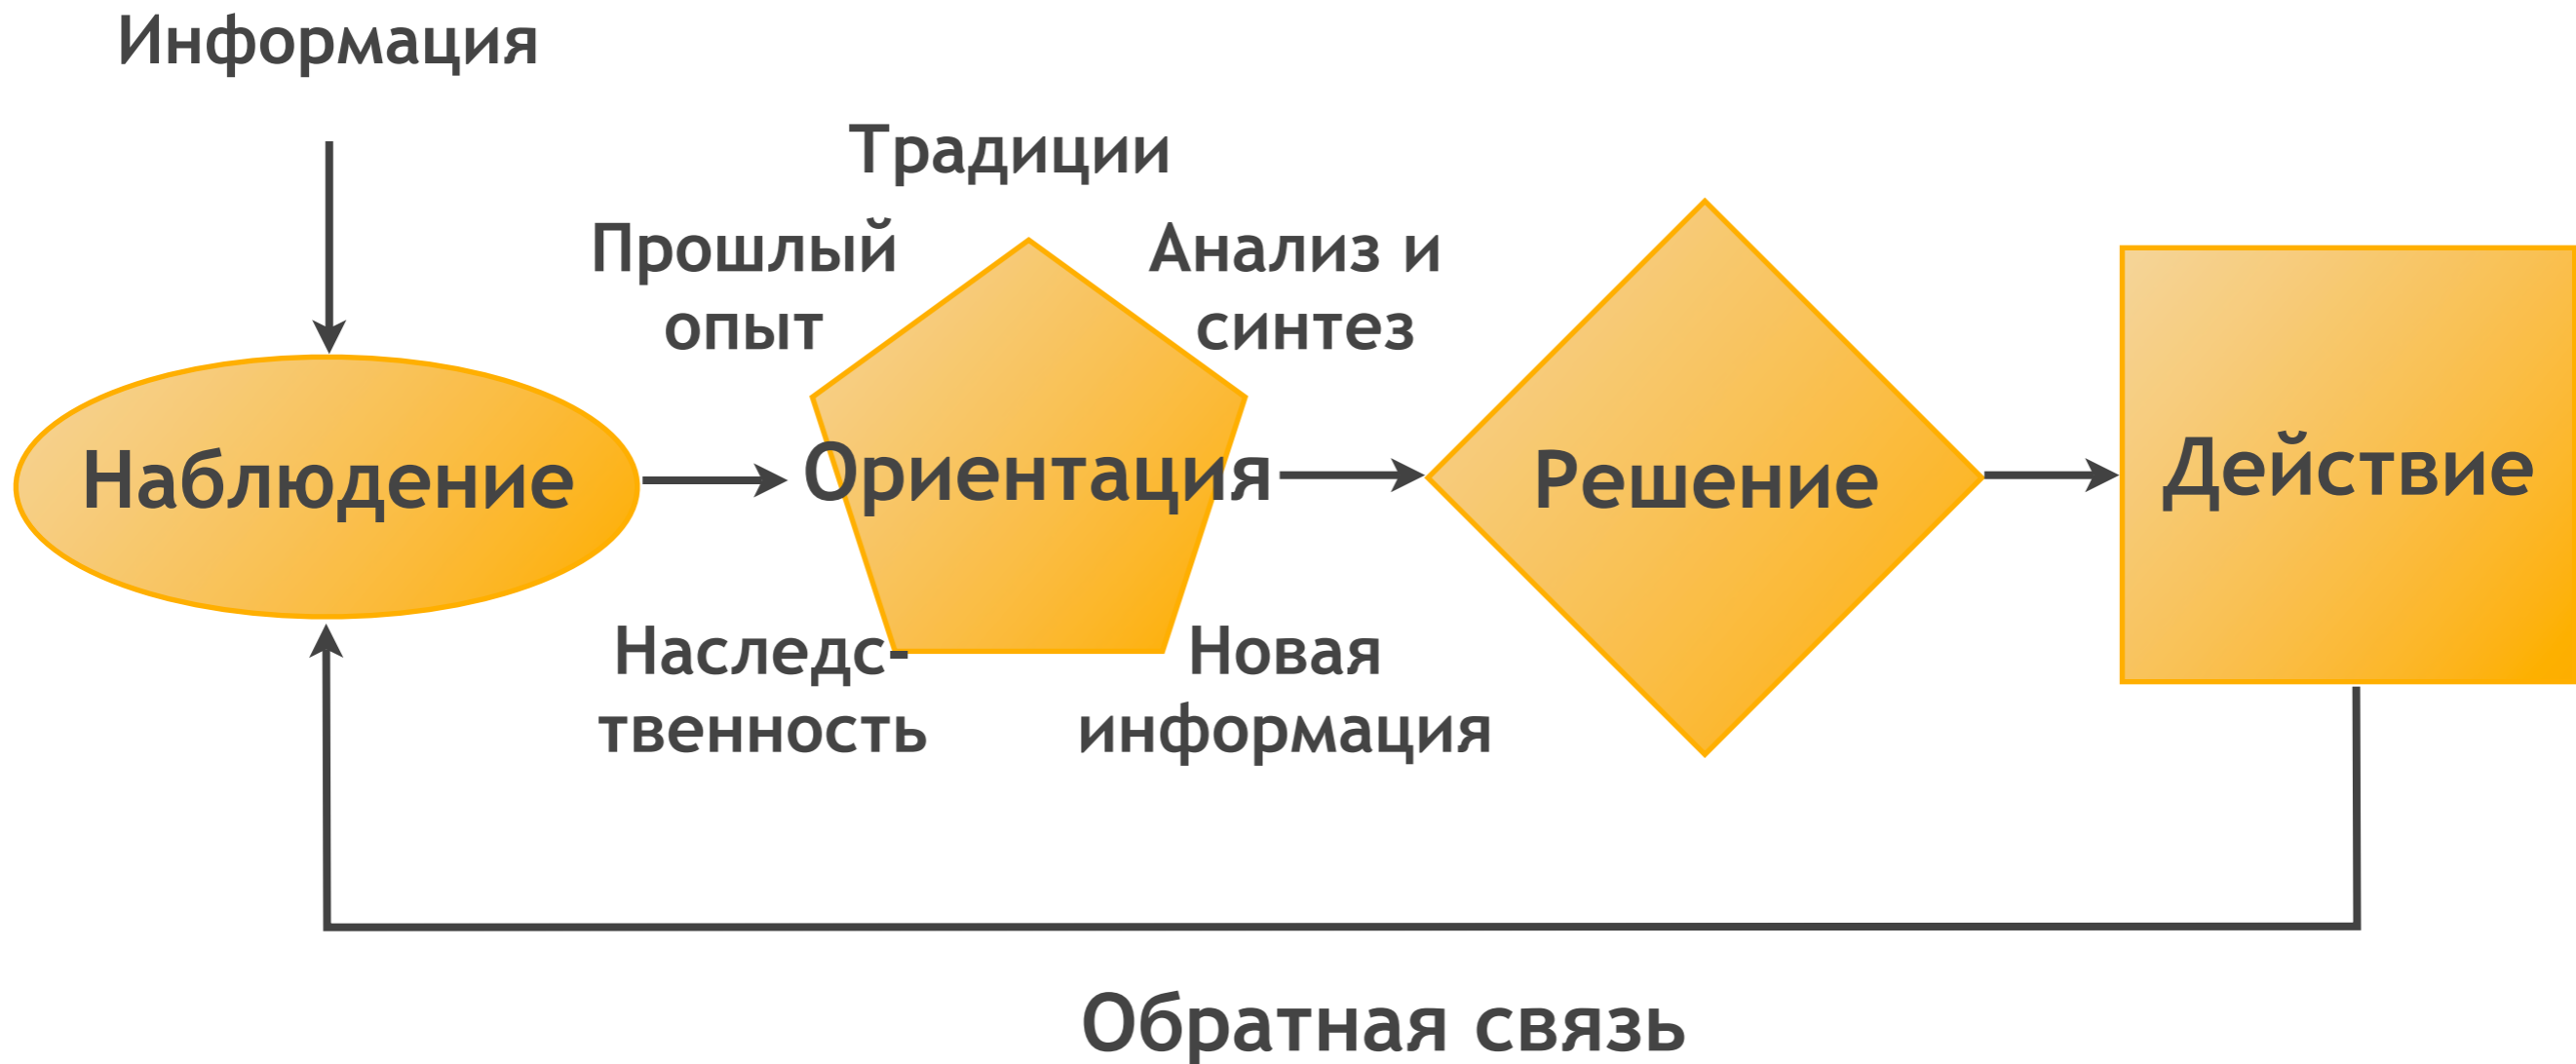 Информация
Традиции
Прошлый
опыт
Анализ и
синтез
Наблюдение
Ориентация
Решение
Действие
Наследс-
твенность
Новая
информация
Обратная связь